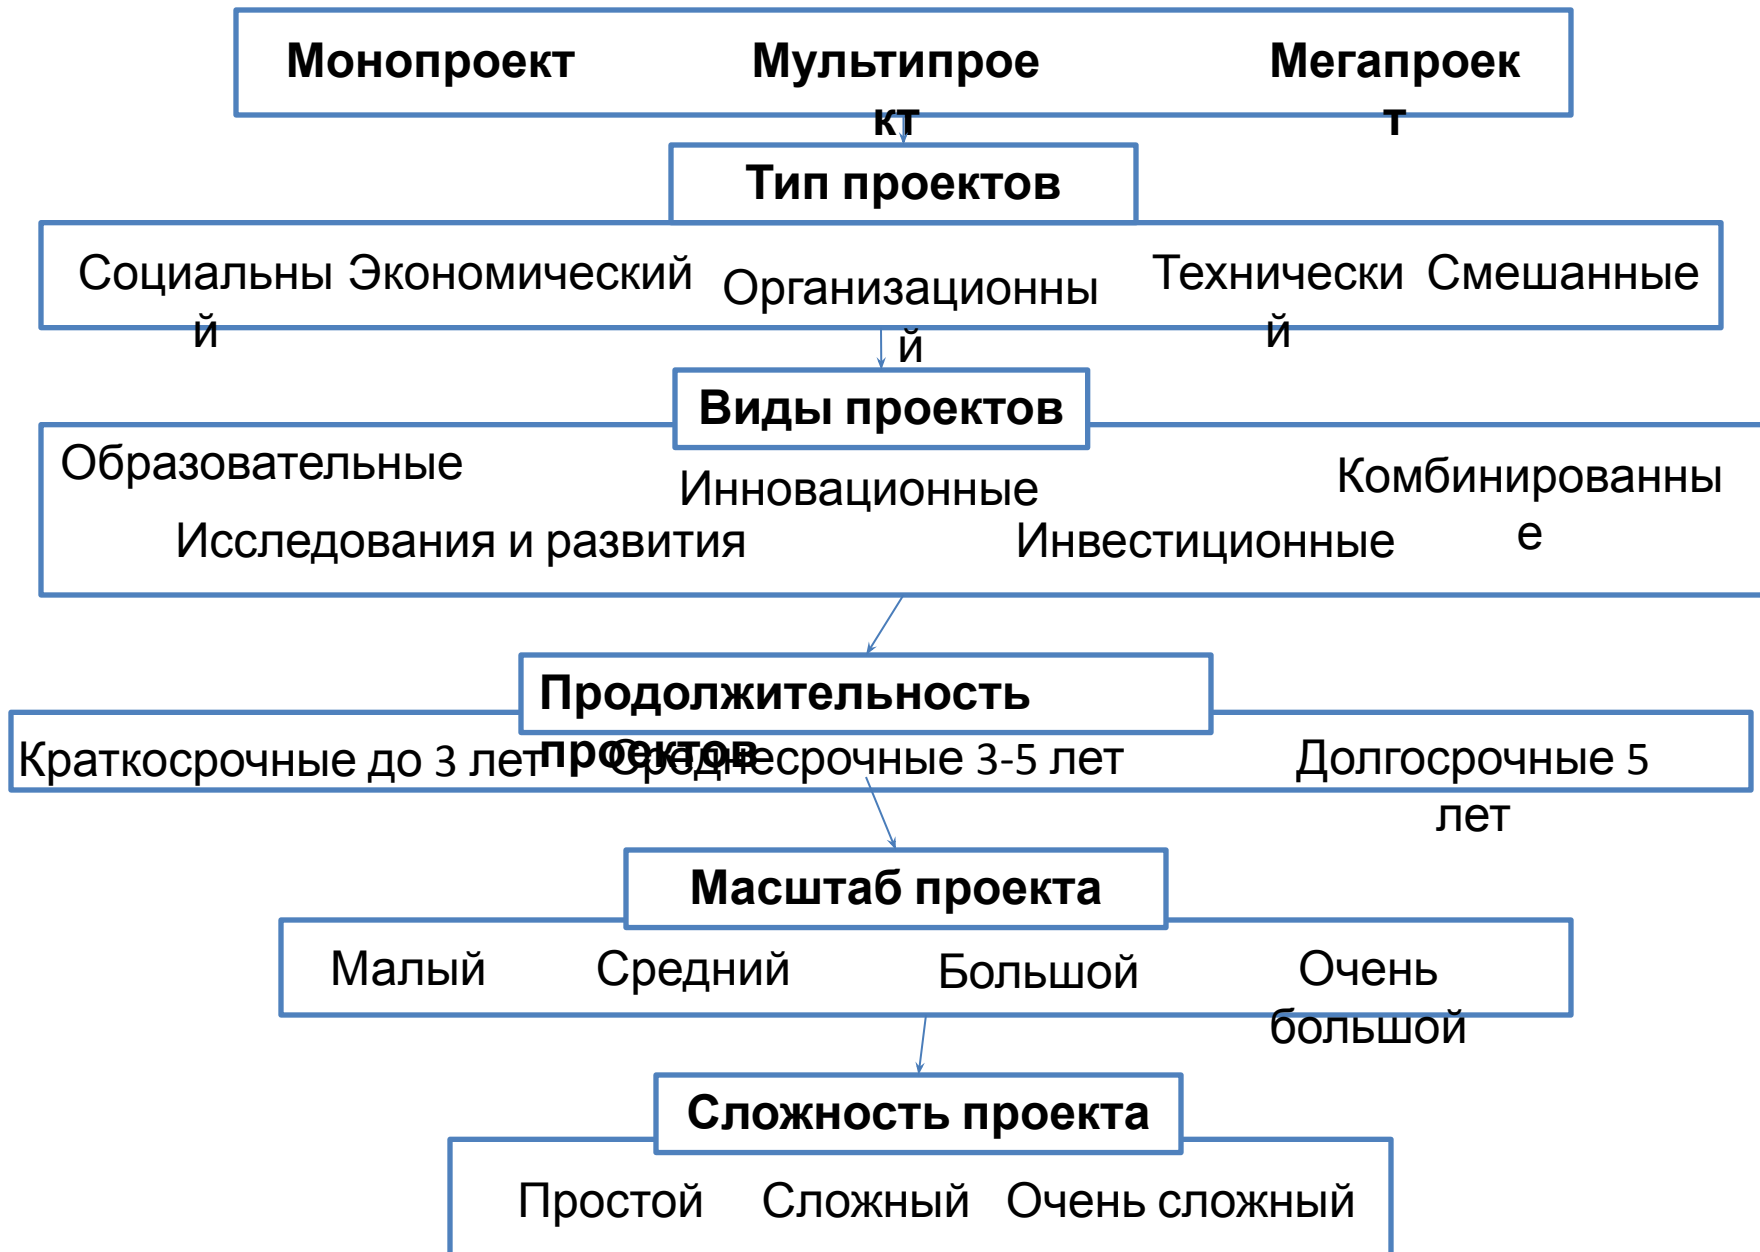 Монопроект Мультипрое Мегапроек
кт т
Тип проектов
Социальны Экономический Организационны Технически Смешанные
й й й
Виды проектов
Образовательные Инновационные Комбинированны
Исследования и развития Инвестиционные е
Продолжительность
проектов
Краткосрочные до 3 лет Среднесрочные 3-5 лет Долгосрочные 5
лет
Масштаб проекта
Малый Средний Большой Очень
большой
Сложность проекта
Простой Сложный Очень сложный